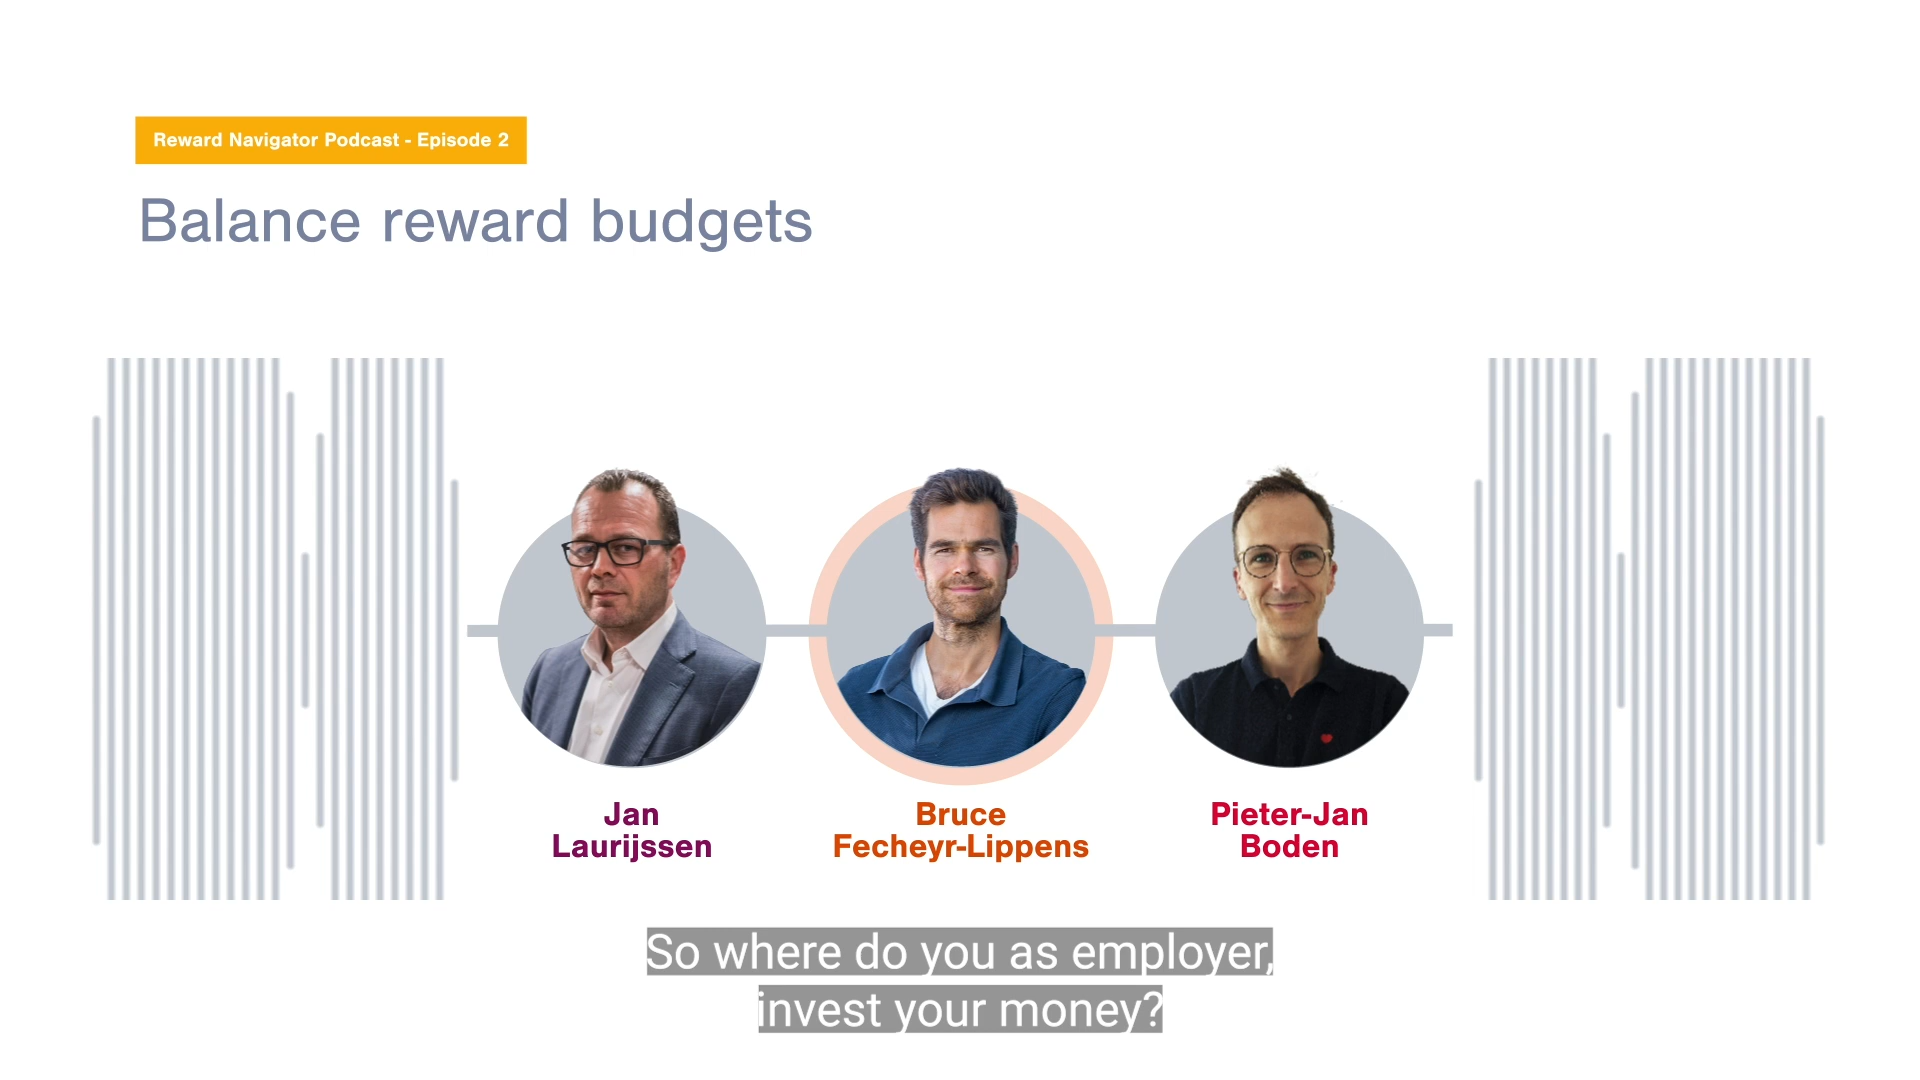 Reward Navigator Podcast - Episode 2
Balance reward budgets
Jan
Laurijssen
Bruce
Fecheyr-Lippens
Pieter-Jan
Boden
So where do you as employer,
invest your money?